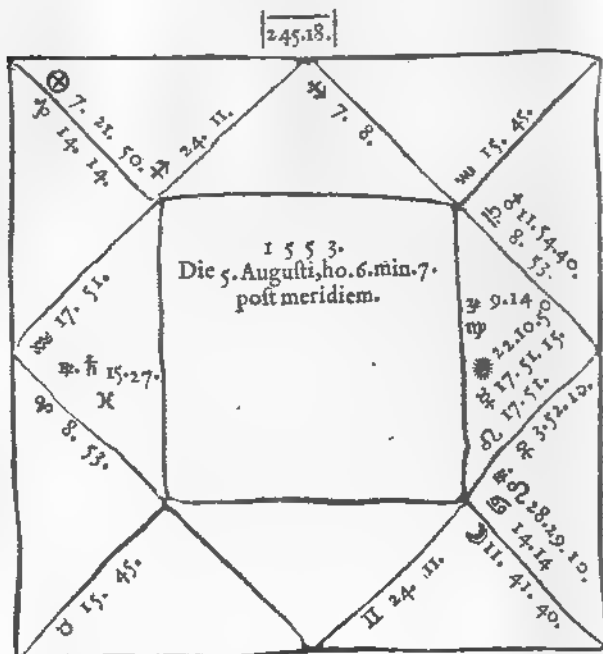 245.18.
⊗ 7. 21. 50.
♑ 14. 14.
♐ 24. 11.
♐ 7. 8.
♏ 15. 45.
♂ 11.54.40.
♎ 8. 53.
1553.
Die 5. Augusti, ho. 6. min. 7.
post meridiem.
♒ 17. 51.
♄ 15.27.
♓
8. 53.
♉ 15. 45.
9.14
♍
☉ 22.10.50
☿ 17.51.15.
♌ 17.51.
♀ 3.52.10.
28.29.10.
♋ 14.14
☽ 11. 41. 40.
♊ 24. 11.